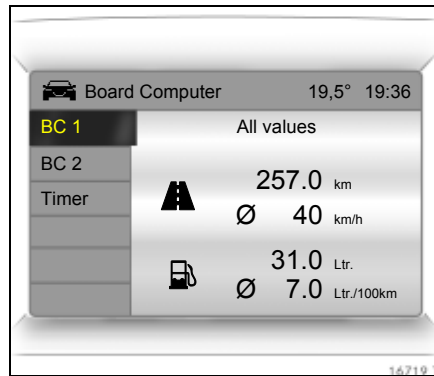 Board Computer 19,5° 19:36
BC 1
All values
BC 2
Timer
257.0 km
Ø 40 km/h
31.0 Ltr.
Ø 7.0 Ltr./100km
16719